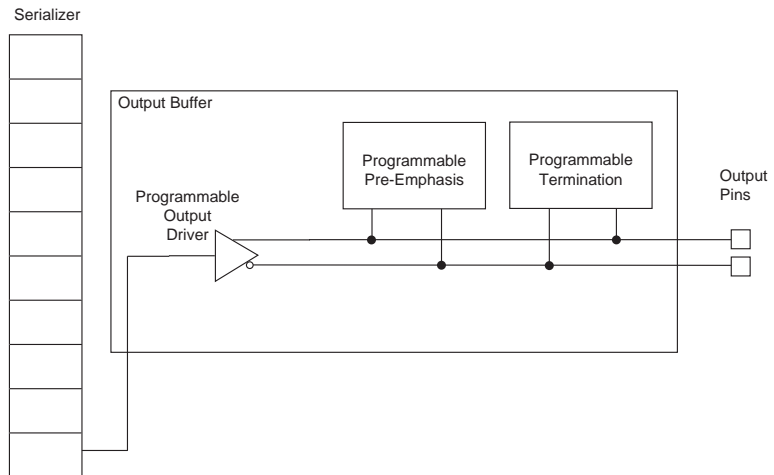 Serializer
Output Buffer
Programmable
Pre-Emphasis
Programmable
Termination
Output
Pins
Programmable
Output
Driver